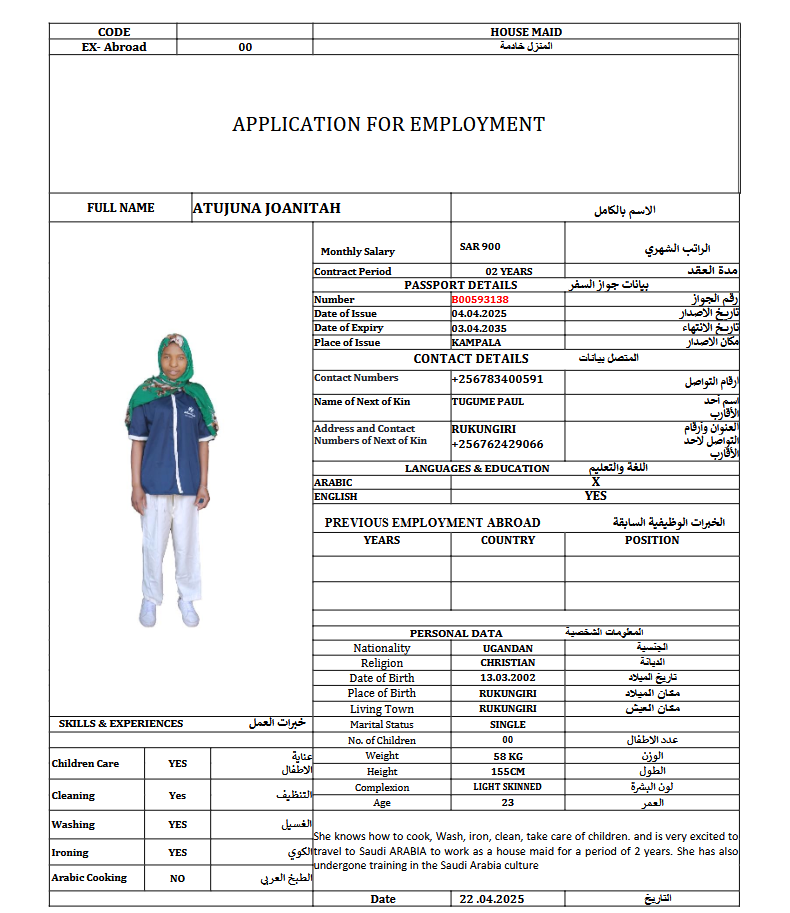 CODE HOUSE MAID
EX- Abroad 00 المنزل خادمة
APPLICATION FOR EMPLOYMENT
FULL NAME ATUJUNA JOANITAH الاسم بالكامل
Monthly Salary SAR 900 الراتب الشهري
Contract Period 02 YEARS مدة العقد
PASSPORT DETAILS بيانات جواز السفر
Number B00593138 رقم الجواز
Date of Issue 04.04.2025 تاريخ الاصدار
Date of Expiry 03.04.2035 تاريخ الانتهاء
Place of Issue KAMPALA مكان الاصدار
CONTACT DETAILS المتصل بيانات
Contact Numbers +256783400591 ارقام التواصل
Name of Next of Kin TUGUME PAUL اسم أحد
الأقارب
Address and Contact RUKUNGIRI العنوان وأرقام
Numbers of Next of Kin +256762429066 التواصل لاحد
الأقارب
LANGUAGES & EDUCATION اللغة والتعليم
ARABIC X
ENGLISH YES
PREVIOUS EMPLOYMENT ABROAD الخبرات الوظيفية السابقة
YEARS COUNTRY POSITION
PERSONAL DATA المعلومات الشخصية
Nationality UGANDAN الجنسية
Religion CHRISTIAN الديانة
Date of Birth 13.03.2002 تاريخ الميلاد
Place of Birth RUKUNGIRI مكان الميلاد
Living Town RUKUNGIRI مكان العيش
Marital Status SINGLE
No. of Children 00 عدد الاطفال
Weight 58 KG الوزن
Height 155CM الطول
Complexion LIGHT SKINNED لون البشرة
Age 23 العمر
SKILLS & EXPERIENCES خبرات العمل
Children Care YES عناية
الاطفال
Cleaning Yes التنظيف
Washing YES الغسيل
Ironing YES الكوي
Arabic Cooking NO الطبخ العربي
She knows how to cook, Wash, iron, clean, take care of children. and is very excited to
travel to Saudi ARABIA to work as a house maid for a period of 2 years. She has also
undergone training in the Saudi Arabia culture
Date 22 .04.2025 التاريخ